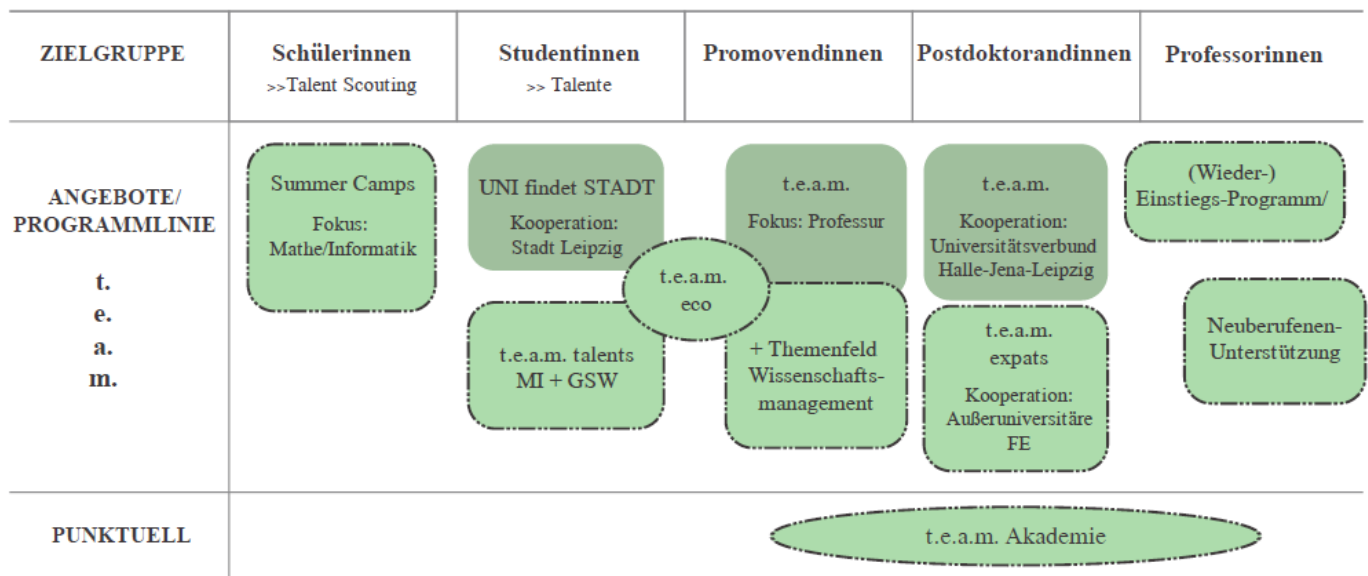 ZIELGRUPPE
Schülerinnen
>>Talent Scouting
Studentinnen
>> Talente
Promovendinnen
Postdoktorandinnen
Professorinnen
ANGEBOTE/
PROGRAMMLINIE
t.
e.
a.
m.
Summer Camps
Fokus:
Mathe/Informatik
UNI findet STADT
Kooperation:
Stadt Leipzig
t.e.a.m. talents
MI + GSW
t.e.a.m.
eco
t.e.a.m.
Fokus: Professur
+ Themenfeld
Wissenschafts-
management
t.e.a.m.
Kooperation:
Universitätsverbund
Halle-Jena-Leipzig
t.e.a.m.
expats
Kooperation:
Außeruniversitäre
FE
(Wieder-)
Einstiegs-Programm/
Neuberufenen-
Unterstützung
PUNKTUELL
t.e.a.m. Akademie